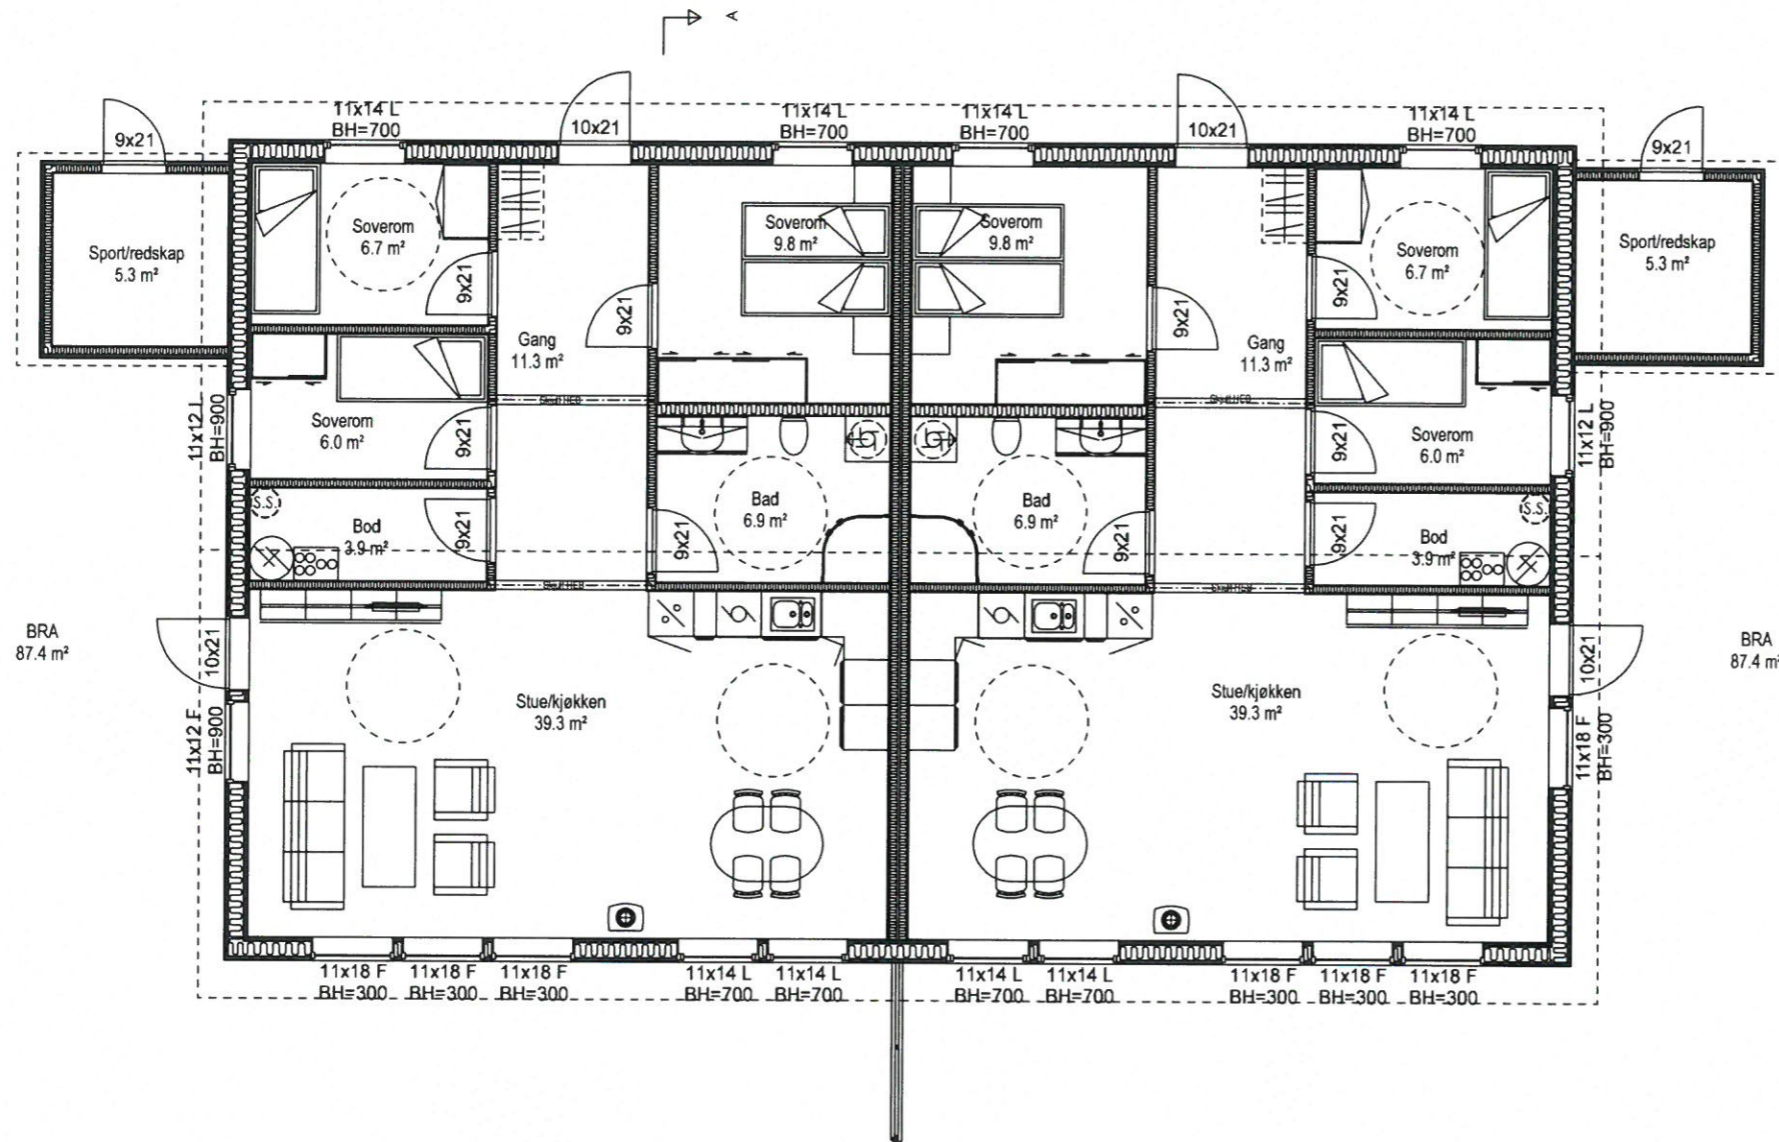 A
11x14 L
BH=700
10x21
11x14 L
BH=700
11x14 L
BH=700
10x21
11x14 L
BH=700
9x21
9x21
Sport/redskap
5.3 m²
Soverom
6.7 m²
9x21
Gang
11.3 m²
9x21
Soverom
9.8 m²
Soverom
9.8 m²
9x21
Gang
11.3 m²
9x21
Soverom
6.7 m²
Sport/redskap
5.3 m²
11x12 L
BH=900
Soverom
6.0 m²
9x21
9x21
Soverom
6.0 m²
11x12 L
BH=900
S.S.
Bod
3.9 m²
9x21
9x21
Bad
6.9 m²
Bad
6.9 m²
9x21
9x21
Bod
3.9 m²
S.S.
BRA
87.4 m²
10x21
11x12 F
BH=900
Stue/kjøkken
39.3 m²
Stue/kjøkken
39.3 m²
10x21
11x18 F
BH=300
BRA
87.4 m²
11x18 F
BH=300
11x18 F
BH=300
11x18 F
BH=300
11x14 L
BH=700
11x14 L
BH=700
11x14 L
BH=700
11x14 L
BH=700
11x18 F
BH=300
11x18 F
BH=300
11x18 F
BH=300